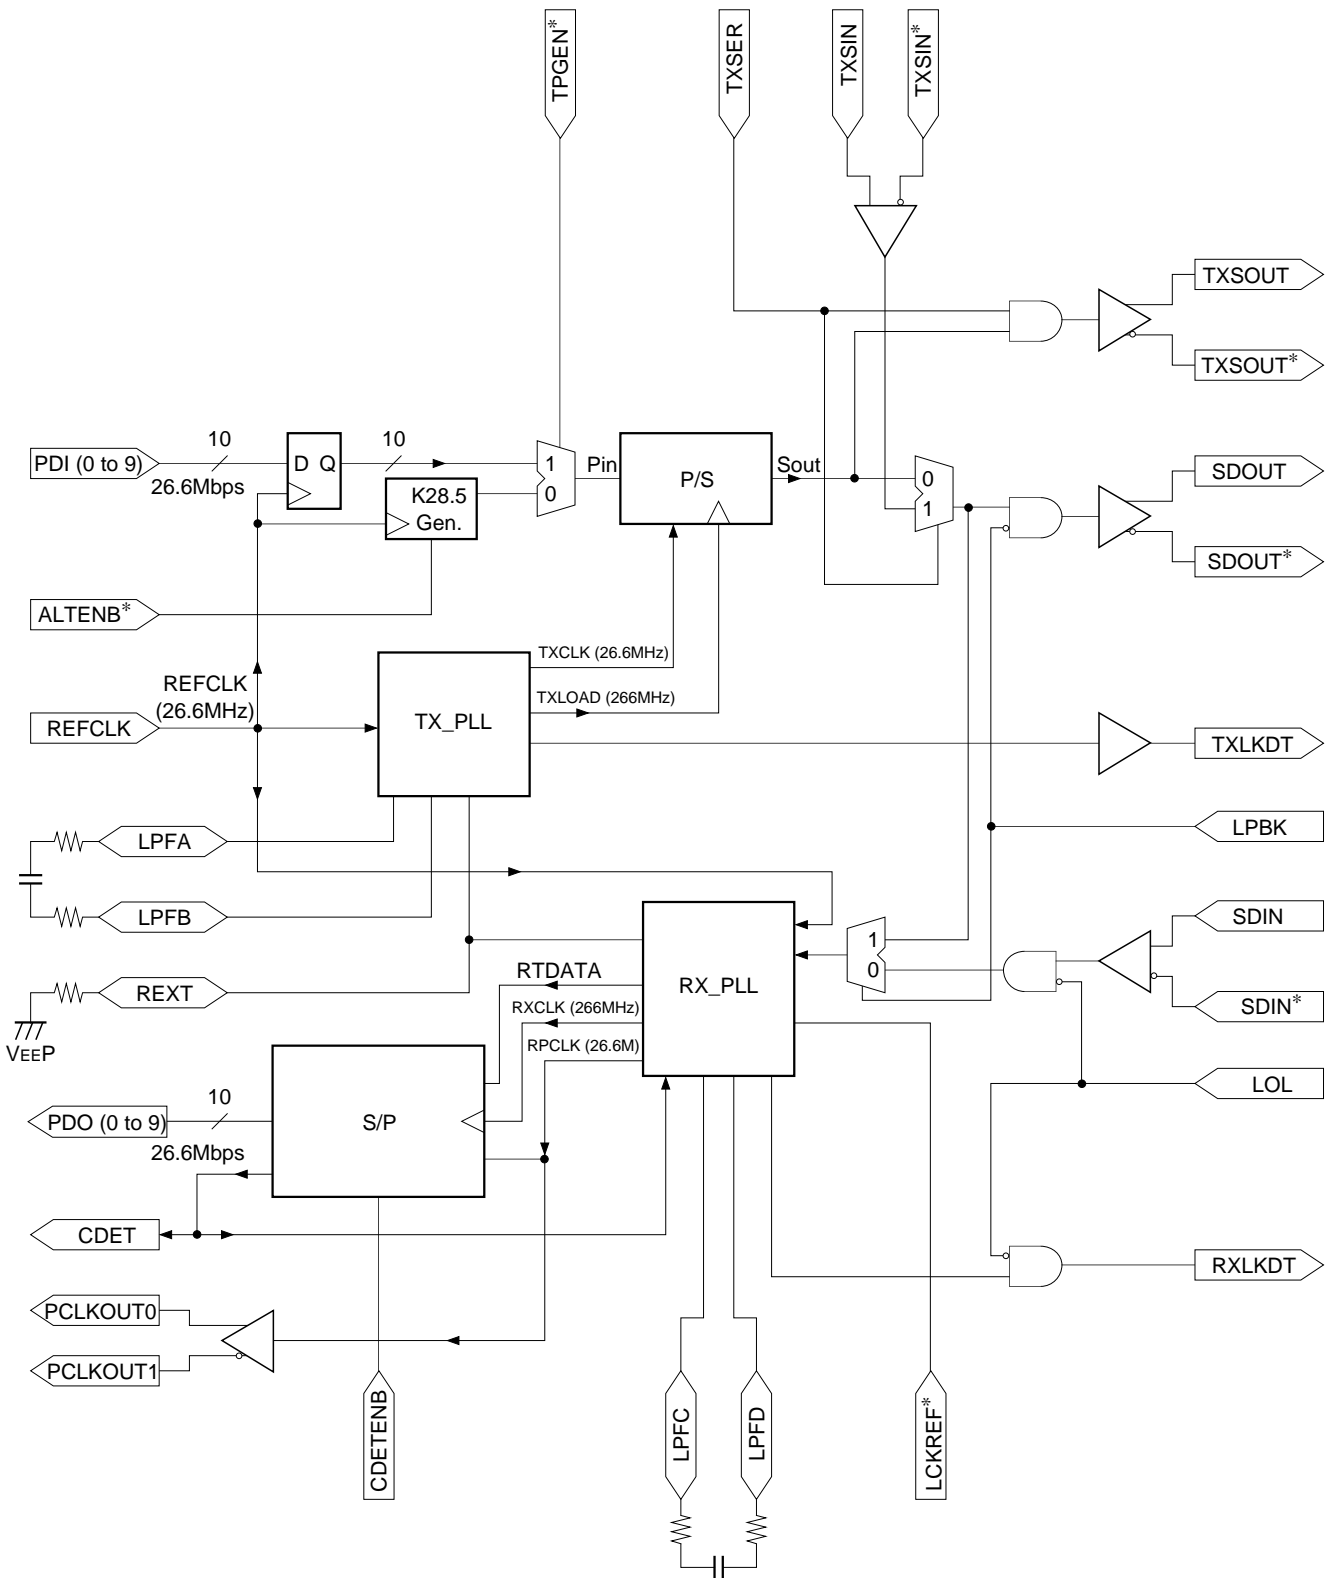 TPGEN*
TXSER
TXSIN
TXSIN*
TXSOUT
TXSOUT*
10
10
PDI (0 to 9)
D Q
1
0
Pin
P/S
Sout
0
1
SDOUT
26.6Mbps
K28.5
Gen.
SDOUT*
ALTENB*
TXCLK (26.6MHz)
REFCLK
(26.6MHz)
TXLOAD (266MHz)
REFCLK
TX_PLL
TXLKDT
LPFA
LPBK
LPFB
SDIN
1
0
RTDATA
REXT
RX_PLL
RXCLK (266MHz)
SDIN*
VEEP
RPCLK (26.6M)
LOL
10
PDO (0 to 9)
S/P
26.6Mbps
CDET
RXLKDT
PCLKOUT0
PCLKOUT1
CDETENB
LPFC
LPFD
LCKREF*